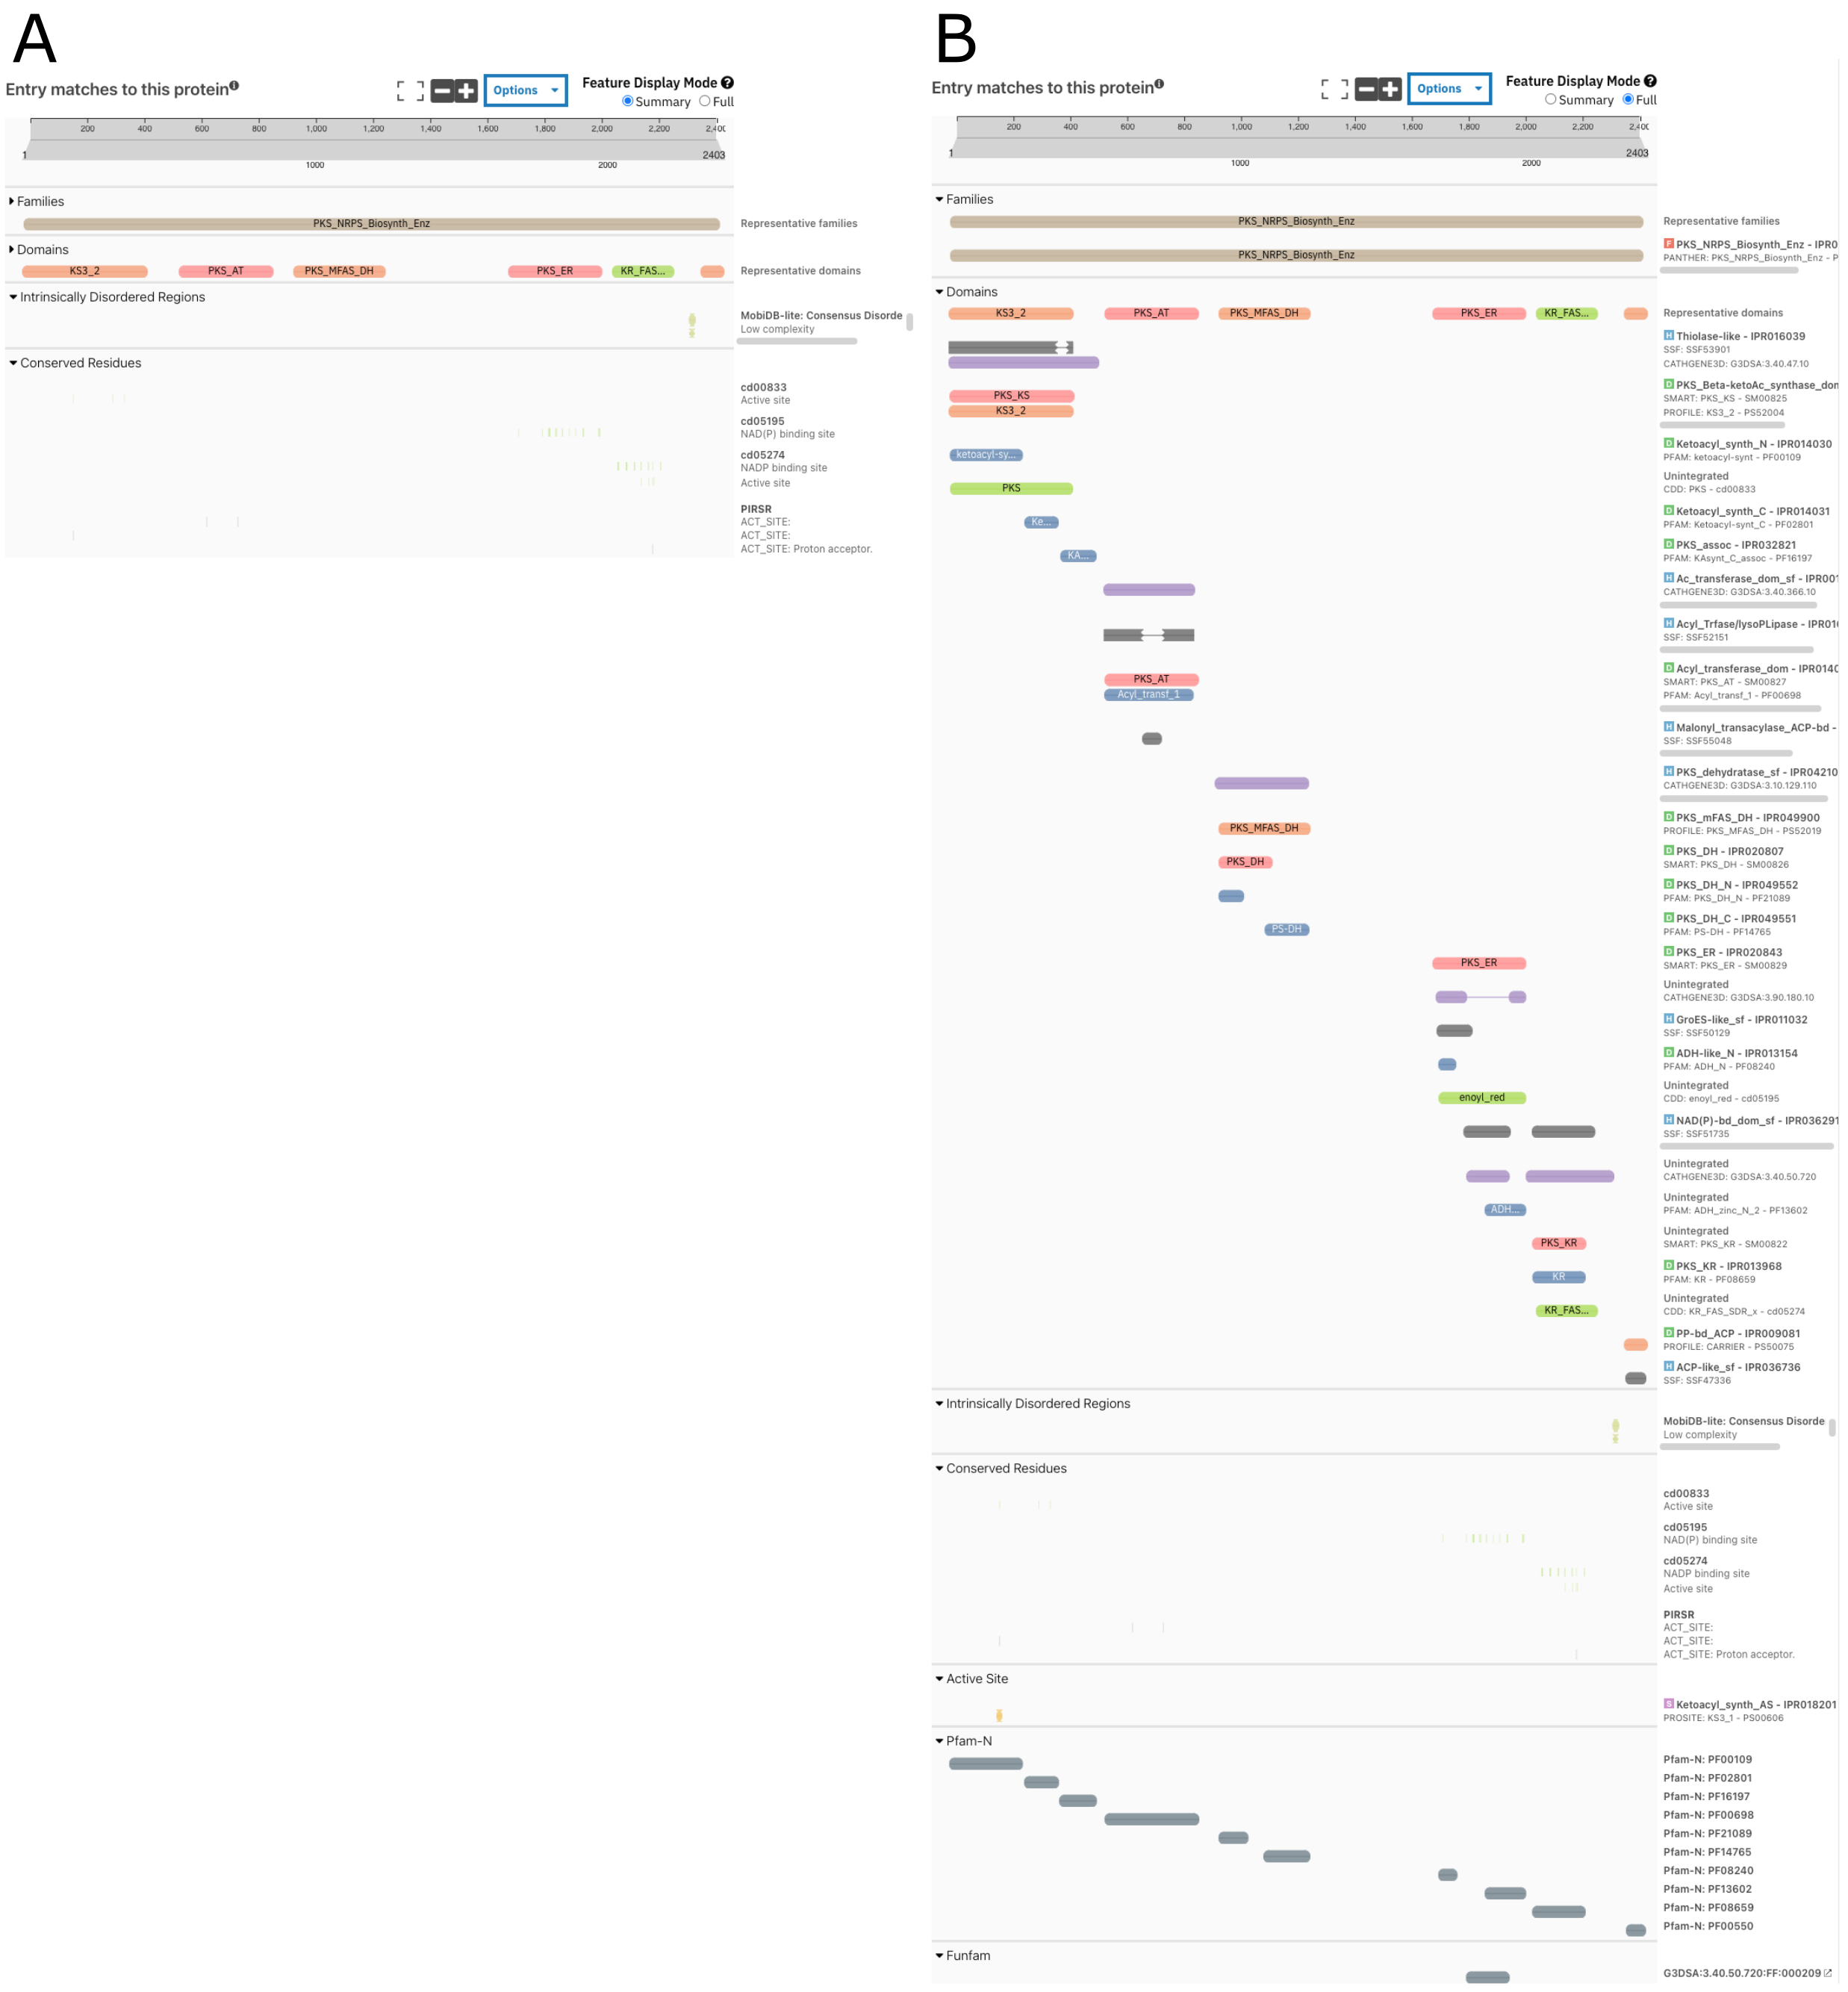 A
Entry matches to this protein
Options
Feature Display Mode
Summary
Full
200 400 600 800 1,000 1,200 1,400 1,600 1,800 2,000 2,200 2,40
1
2403
1000
2000
Families
PKS_NRPS_Biosynth_Enz
Representative families
Domains
KS3_2 PKS_AT PKS_MFAS_DH PKS_ER KR_FAS...
Representative domains
Intrinsically Disordered Regions
MobiDB-lite: Consensus Disorde
Low complexity
Conserved Residues
cd00833
Active site
cd05195
NAD(P) binding site
cd05274
NADP binding site
Active site
PIRSR
ACT_SITE:
ACT_SITE:
ACT_SITE: Proton acceptor.
B
Entry matches to this protein
Options
Feature Display Mode
Summary
Full
200 400 600 800 1,000 1,200 1,400 1,600 1,800 2,000 2,200 2,40
1
2403
1000
2000
Families
PKS_NRPS_Biosynth_Enz
Representative families
PKS_NRPS_Biosynth_Enz
F PKS_NRPS_Biosynth_Enz - IPR0
PANTHER: PKS_NRPS_Biosynth_Enz - P
Domains
KS3_2 PKS_AT PKS_MFAS_DH PKS_ER KR_FAS...
Representative domains
H Thiolase-like - IPR016039
SSF: SSF53901
CATHGENE3D: G3DSA:3.40.47.10
PKS_KS
KS3_2
D PKS_Beta-ketoAc_synthase_dom
SMART: PKS_KS - SM00825
PROFILE: KS3_2 - PS52004
ketoacyl-sy...
D Ketoacyl_synth_N - IPR014030
PFAM: ketoacyl-synt - PF00109
PKS
Unintegrated
CDD: PKS - cd00833
Ke...
D Ketoacyl_synth_C - IPR014031
PFAM: Ketoacyl-synt_C - PF02801
KA...
D PKS_assoc - IPR032821
PFAM: KAsynt_C_assoc - PF16197
H Ac_transferase_dom_sf - IPR001
CATHGENE3D: G3DSA:3.40.366.10
H Acyl_Trfase/lysoPLipase - IPR01
SSF: SSF52151
PKS_AT
Acyl_transf_1
D Acyl_transferase_dom - IPR014
SMART: PKS_AT - SM00827
PFAM: Acyl_transf_1 - PF00698
H Malonyl_transacylase_ACP-bd -
SSF: SSF55048
H PKS_dehydratase_sf - IPR04210
CATHGENE3D: G3DSA:3.10.129.110
PKS_MFAS_DH
D PKS_mFAS_DH - IPR049900
PROFILE: PKS_MFAS_DH - PS52019
PKS_DH
D PKS_DH - IPR020807
SMART: PKS_DH - SM00826
D PKS_DH_N - IPR049552
PFAM: PKS_DH_N - PF21089
PS-DH
D PKS_DH_C - IPR049551
PFAM: PS-DH - PF14765
PKS_ER
D PKS_ER - IPR020843
SMART: PKS_ER - SM00829
Unintegrated
CATHGENE3D: G3DSA:3.90.180.10
H GroES-like_sf - IPR011032
SSF: SSF50129
D ADH-like_N - IPR013154
PFAM: ADH_N - PF08240
enoyl_red
Unintegrated
CDD: enoyl_red - cd05195
H NAD(P)-bd_dom_sf - IPR036291
SSF: SSF51735
Unintegrated
CATHGENE3D: G3DSA:3.40.50.720
ADH...
Unintegrated
PFAM: ADH_zinc_N_2 - PF13602
PKS_KR
Unintegrated
SMART: PKS_KR - SM00822
KR
D PKS_KR - IPR013968
PFAM: KR - PF08659
KR_FAS...
Unintegrated
CDD: KR_FAS_SDR_x - cd05274
D PP-bd_ACP - IPR009081
PROFILE: CARRIER - PS50075
H ACP-like_sf - IPR036736
SSF: SSF47336
Intrinsically Disordered Regions
MobiDB-lite: Consensus Disorde
Low complexity
Conserved Residues
cd00833
Active site
cd05195
NAD(P) binding site
cd05274
NADP binding site
Active site
PIRSR
ACT_SITE:
ACT_SITE:
ACT_SITE: Proton acceptor.
Active Site
S Ketoacyl_synth_AS - IPR018201
PROSITE: KS3_1 - PS00606
Pfam-N
Pfam-N: PF00109
Pfam-N: PF02801
Pfam-N: PF16197
Pfam-N: PF00698
Pfam-N: PF21089
Pfam-N: PF14765
Pfam-N: PF08240
Pfam-N: PF13602
Pfam-N: PF08659
Pfam-N: PF00550
Funfam
G3DSA:3.40.50.720:FF:000209